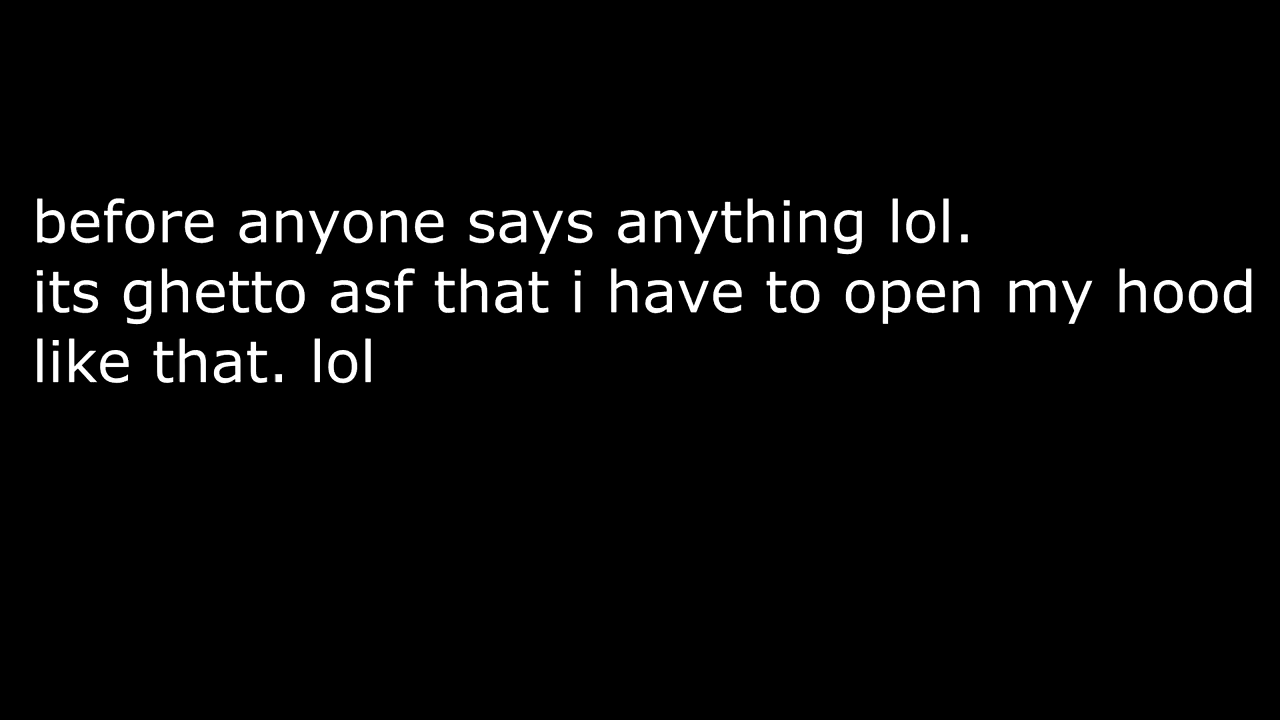 before anyone says anything lol.
its ghetto asf that i have to open my hood
like that. lol